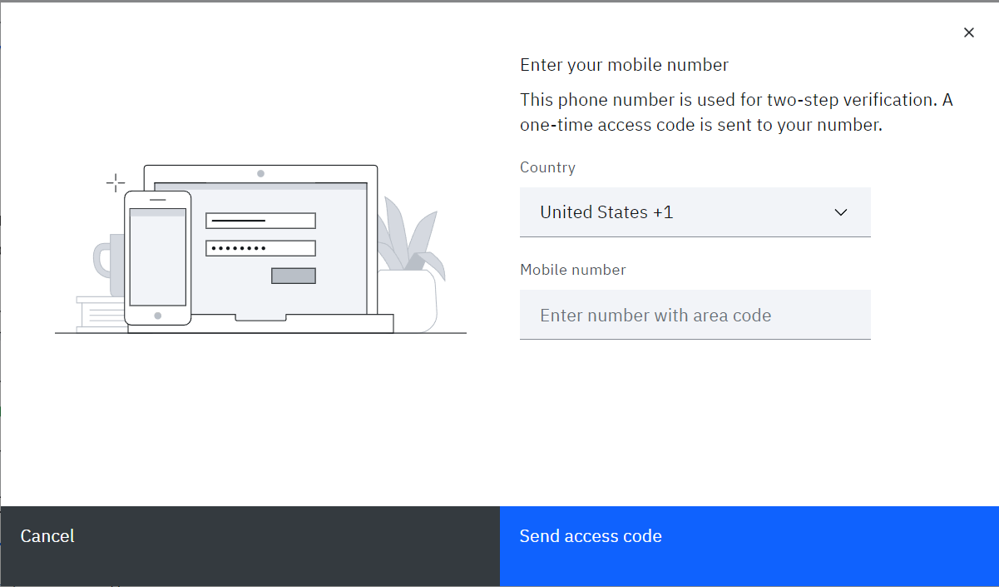 Enter your mobile number
This phone number is used for two-step verification. A
one-time access code is sent to your number.
Country
United States +1
Mobile number
Enter number with area code
Cancel
Send access code